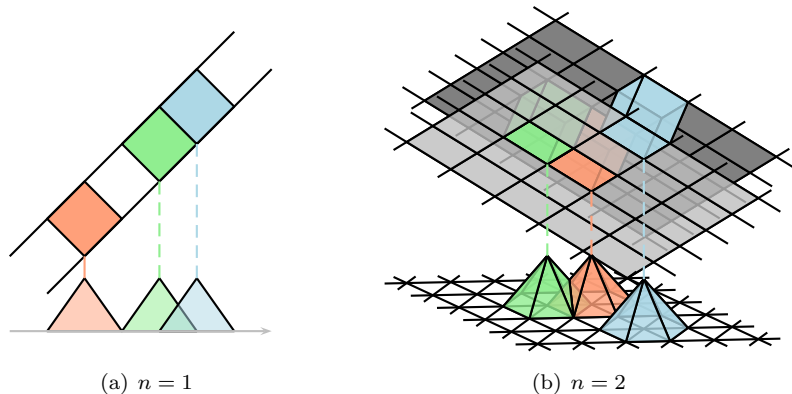 (a) n = 1
(b) n = 2